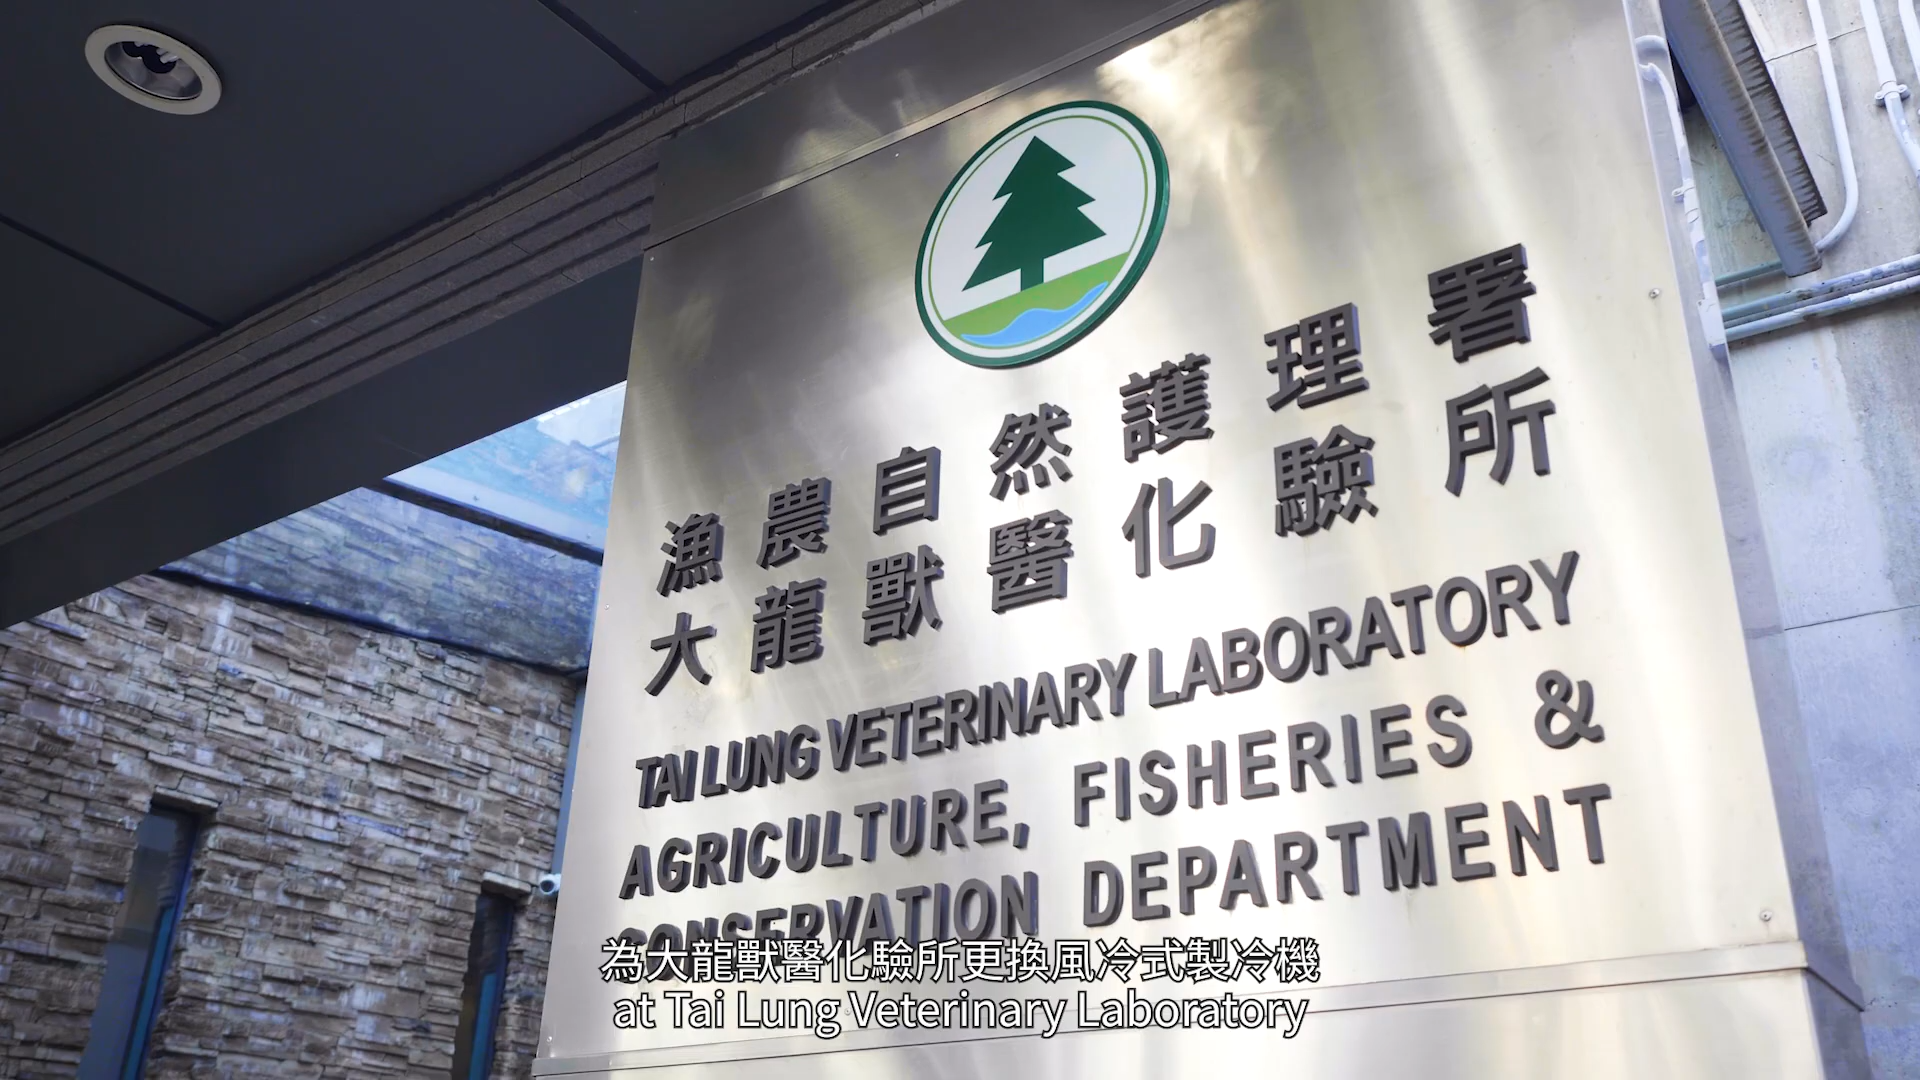 漁農自然護理署
大龍獸醫化驗所
TAI LUNG VETERINARY LABORATORY
AGRICULTURE, FISHERIES &
CONSERVATION DEPARTMENT
為大龍獸醫化驗所更換風冷式製冷機
at Tai Lung Veterinary Laboratory